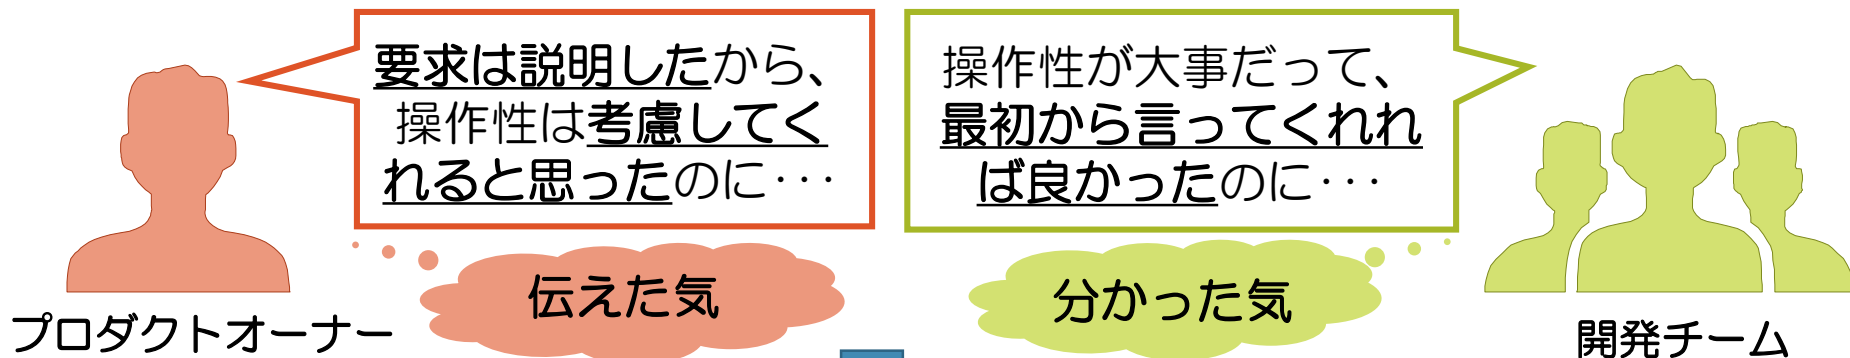 要求は説明したから、
操作性は考慮してく
れると思ったのに･･･
操作性が大事だって、
最初から言ってくれれ
ば良かったのに･･･
伝えた気
分かった気
プロダクトオーナー
開発チーム